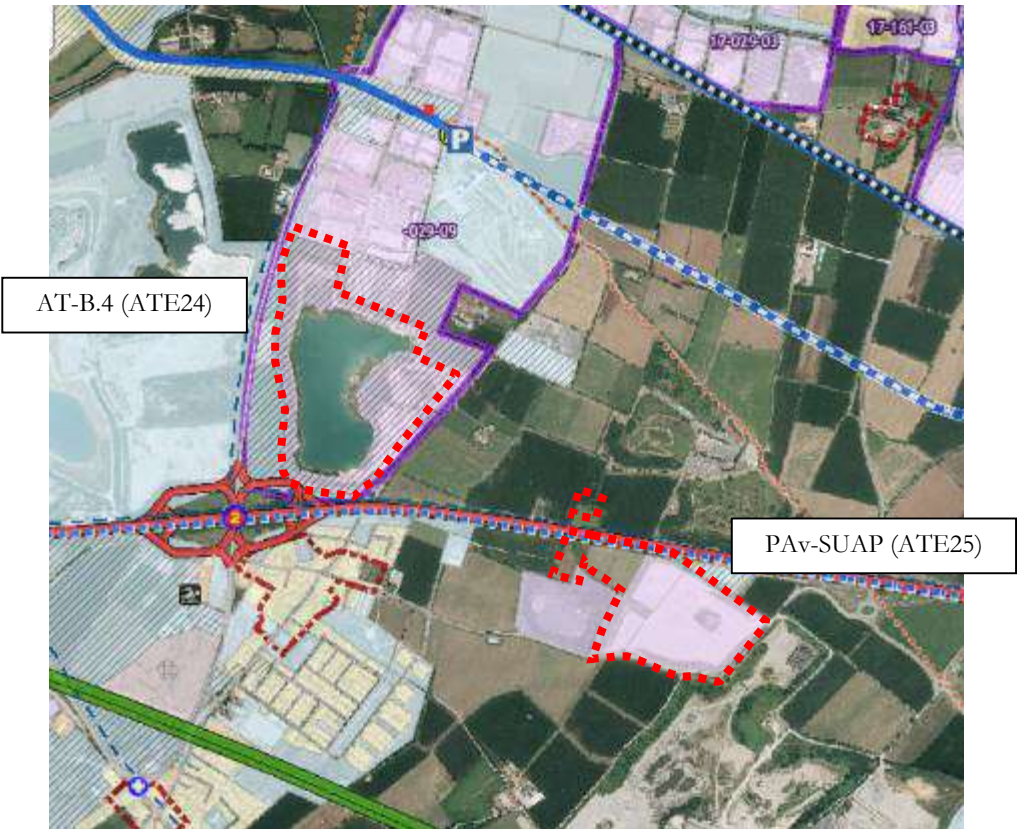 17-029-03
17-161-03
P
-029-09
AT-B.4 (ATE24)
2
PAv-SUAP (ATE25)